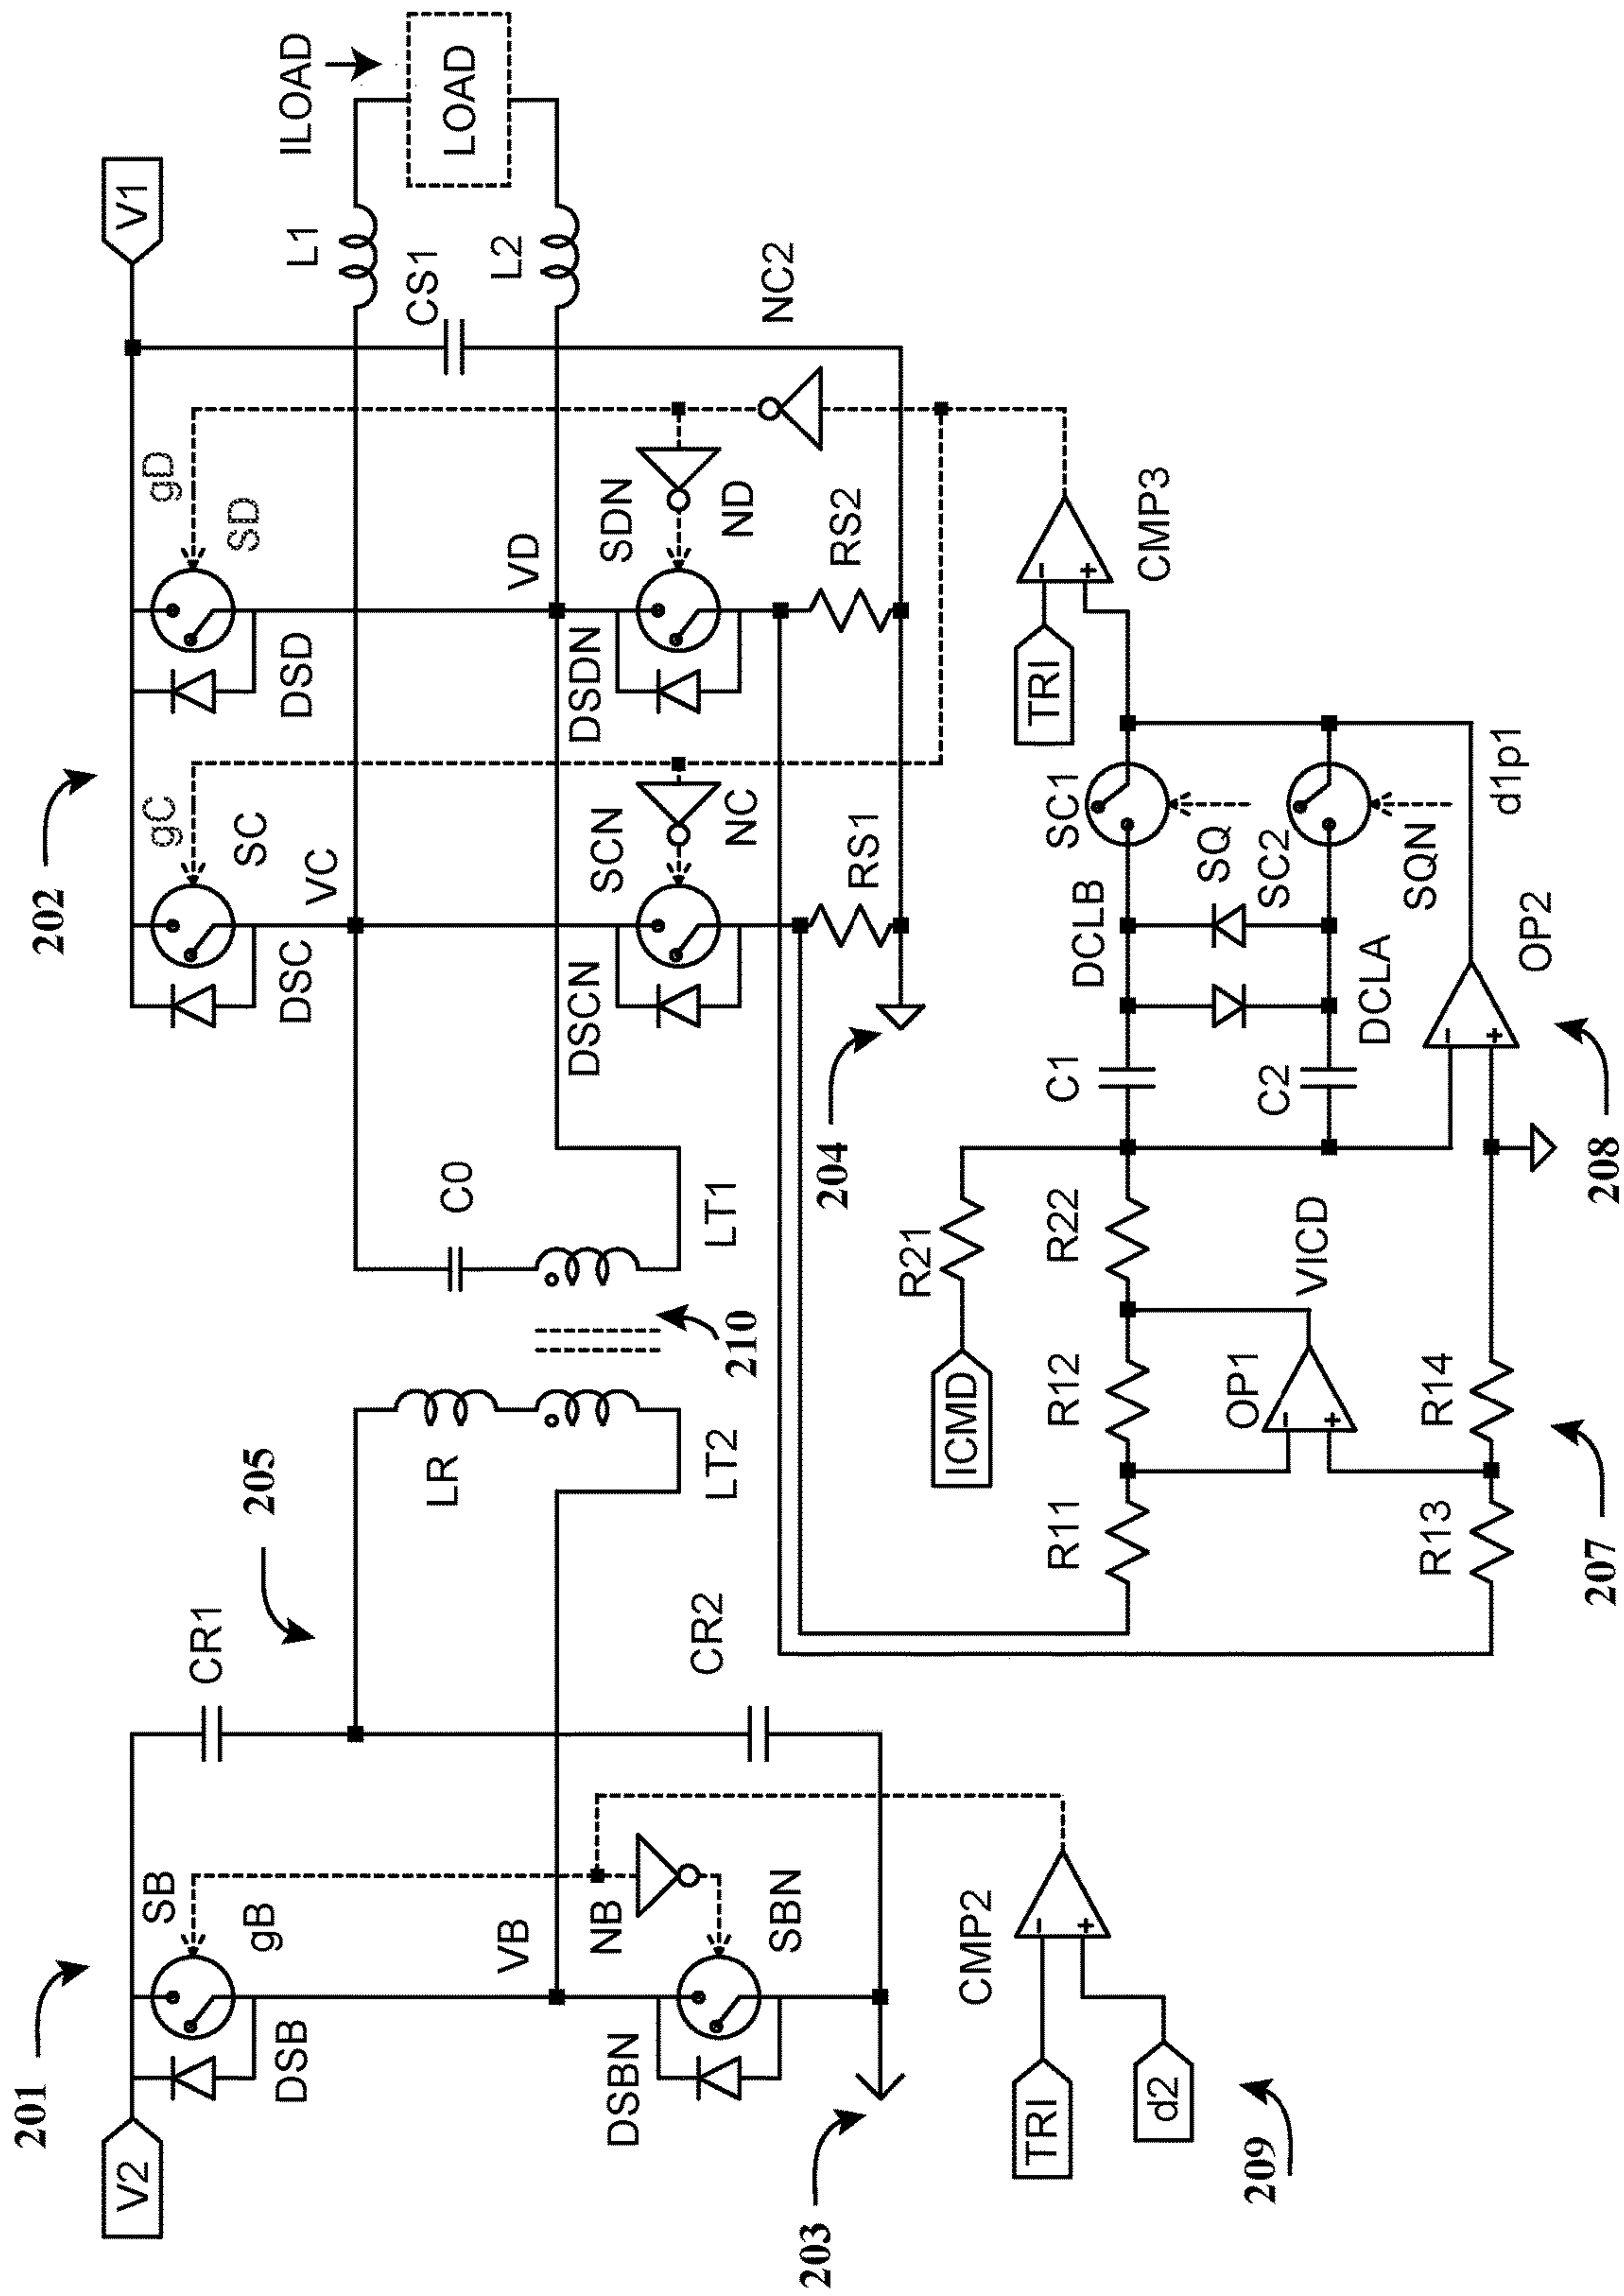 201
V2
SB
gB
DSB
VB
NB
SBN
DSBN
203
CR1
CR2
205
LR
LT2
210
C0
LT1
202
V1
gC
SC
VC
DSC
gD
SD
VD
DSD
SCN
NC
DSCN
SDN
ND
DSDN
RS1
RS2
204
L1
CS1
L2
ILOAD
LOAD
NC2
CMP2
TRI
d2
209
ICMD
R21
R11
R12
R22
OP1
VICD
R13
R14
207
C1
C2
DCLB
DCLA
SC1
SQ
SC2
SQN
d1p1
OP2
208
TRI
CMP3
−
+
−
+
−
+
−
+